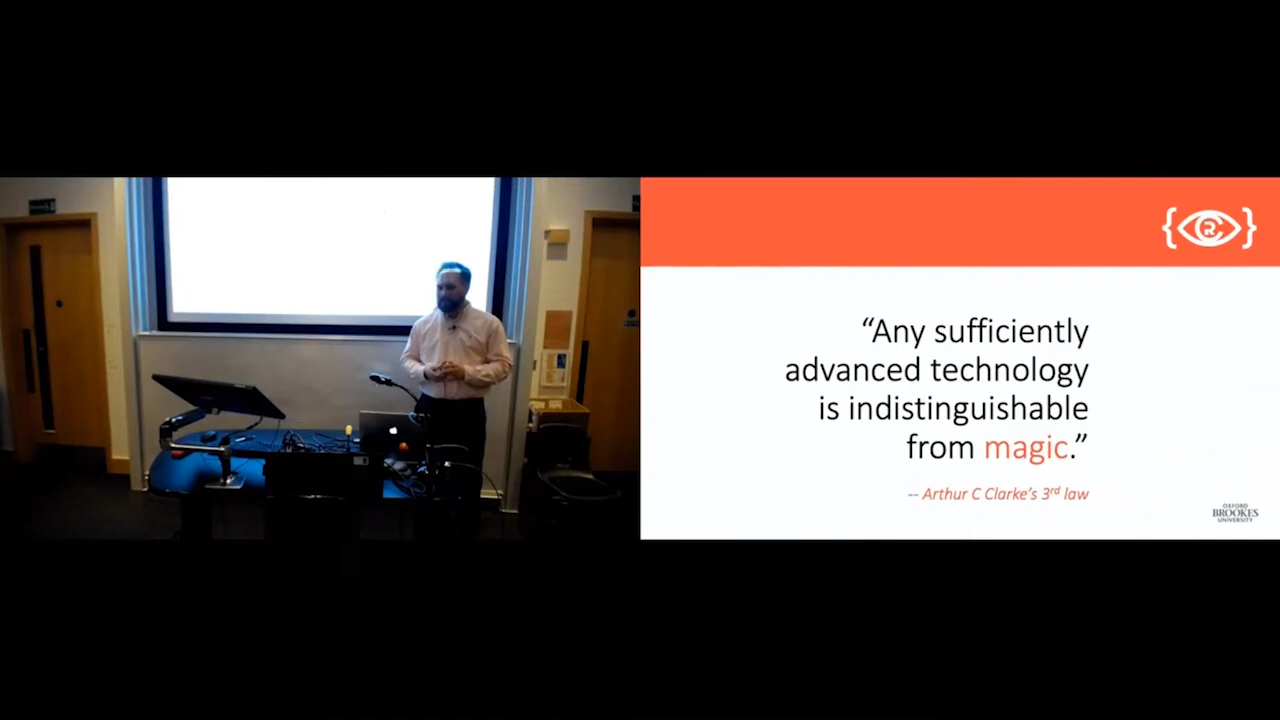 “Any sufficiently
advanced technology
is indistinguishable
from magic.”
-- Arthur C Clarke’s 3rd law
OXFORD
BROOKES
UNIVERSITY